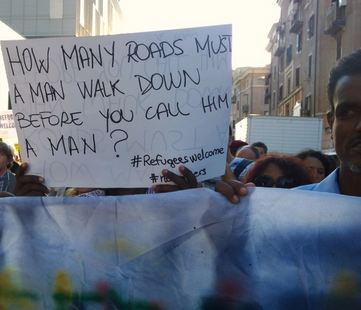 HOW MANY ROADS MUST
A MAN WALK DOWN
BEFORE YOU CALL HIM
A MAN?
#Refugeeswelcome